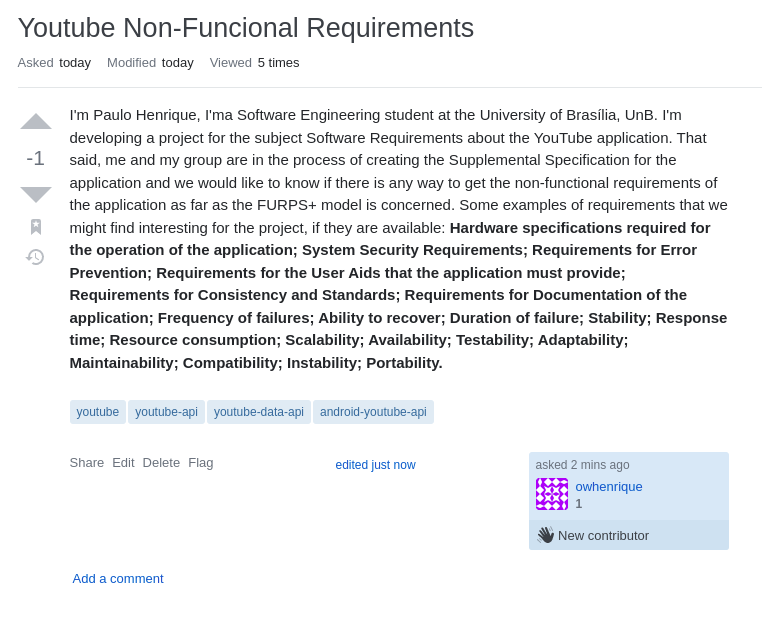 Youtube Non-Funcional Requirements
Asked today Modified today Viewed 5 times
I'm Paulo Henrique, I'ma Software Engineering student at the University of Brasília, UnB. I'm
developing a project for the subject Software Requirements about the YouTube application. That
said, me and my group are in the process of creating the Supplemental Specification for the
application and we would like to know if there is any way to get the non-functional requirements of
the application as far as the FURPS+ model is concerned. Some examples of requirements that we
might find interesting for the project, if they are available: Hardware specifications required for
the operation of the application; System Security Requirements; Requirements for Error
Prevention; Requirements for the User Aids that the application must provide;
Requirements for Consistency and Standards; Requirements for Documentation of the
application; Frequency of failures; Ability to recover; Duration of failure; Stability; Response
time; Resource consumption; Scalability; Availability; Testability; Adaptability;
Maintainability; Compatibility; Instability; Portability.
-1
youtube youtube-api youtube-data-api android-youtube-api
Share Edit Delete Flag
edited just now
asked 2 mins ago
owhenrique
1
New contributor
Add a comment